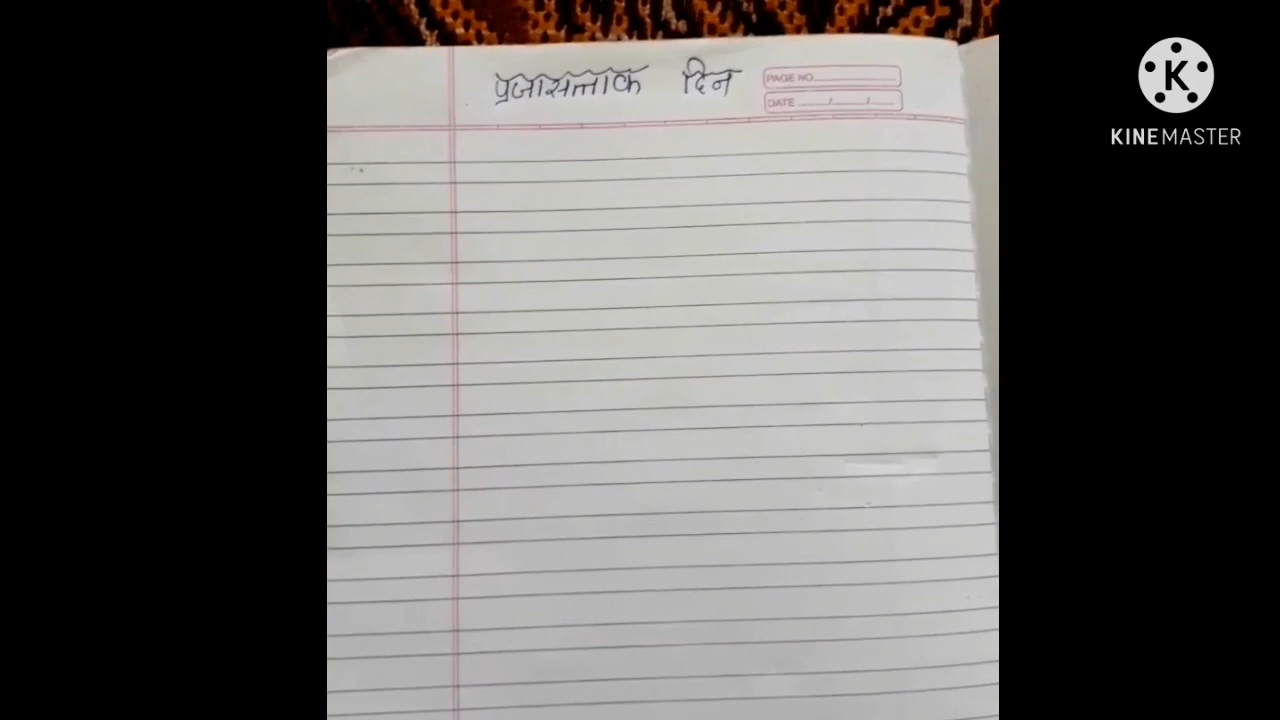 प्रजासत्ताक दिन
PAGE NO.
DATE / /
KINEMASTER